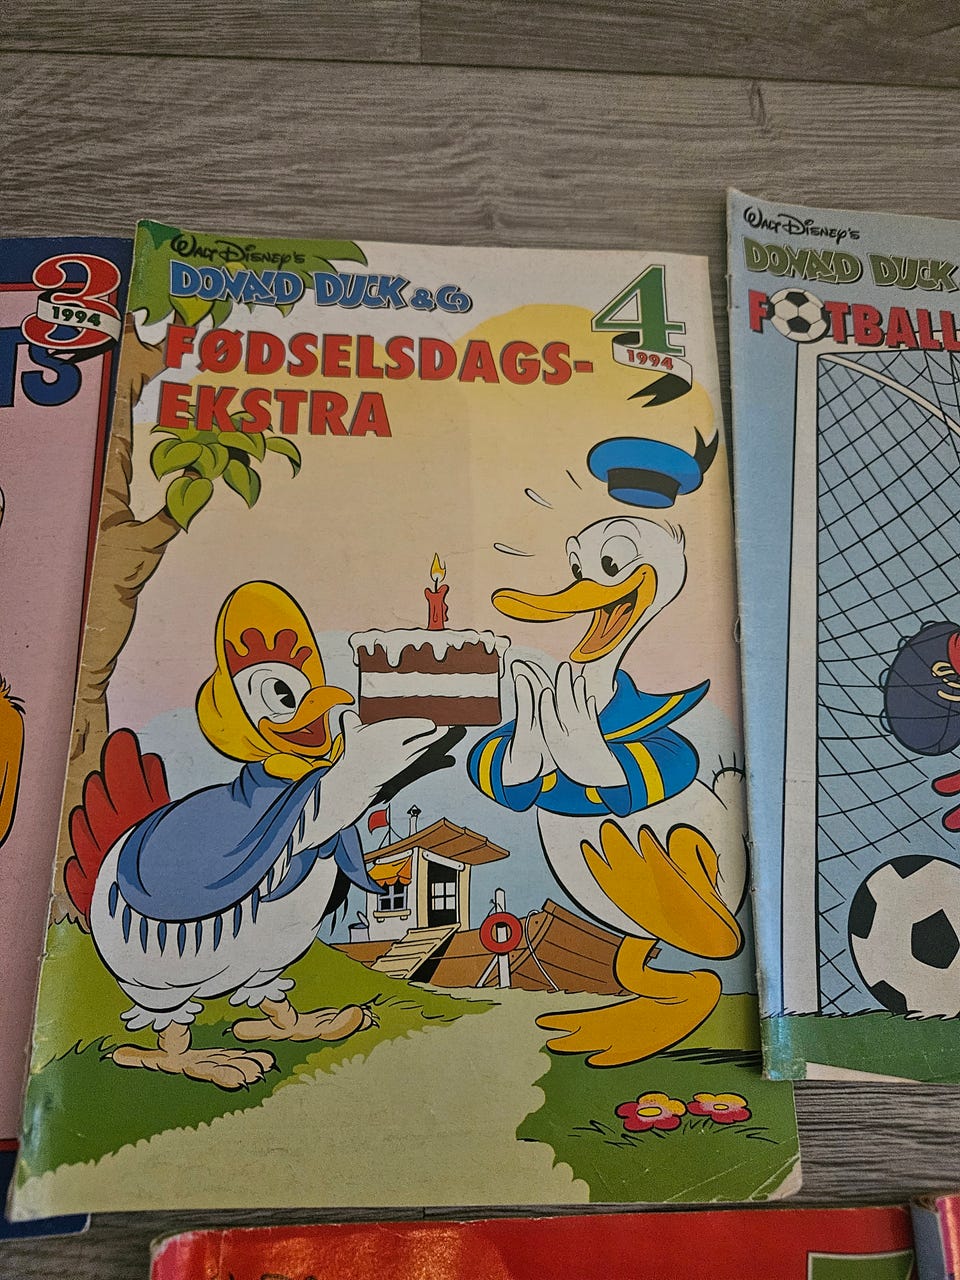 3
1994
TS
WALT DISNEY'S
DONALD DUCK & Co
4
1994
FØDSELSDAGS-
EKSTRA
WALT DISNEY'S
DONALD DUCK
FOTBALL